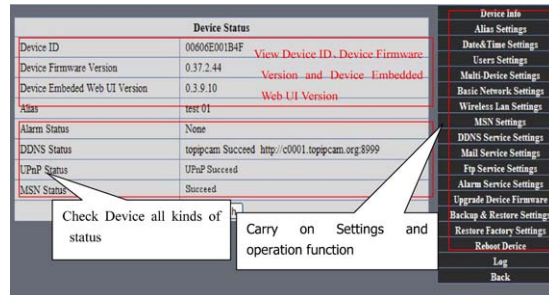 Device Status
Device ID 00606E001B4F
Device Firmware Version 0.37.2.44
Device Embeded Web UI Version 0.3.9.10
Alias test 01
View Device ID、Device Firmware
Version and Device Embedded
Web UI Version
Alarm Status None
DDNS Status topipcam Succeed http://c0001.topipcam.org:8999
UPnP Status UPnP Succeed
MSN Status Succeed
Check Device all kinds of
status
Carry on Settings and
operation function
Device Info
Alias Settings
Date&Time Settings
Users Settings
Multi-Device Settings
Basic Network Settings
Wireless Lan Settings
MSN Settings
DDNS Service Settings
Mail Service Settings
Ftp Service Settings
Alarm Service Settings
Upgrade Device Firmware
Backup & Restore Settings
Restore Factory Settings
Reboot Device
Log
Back